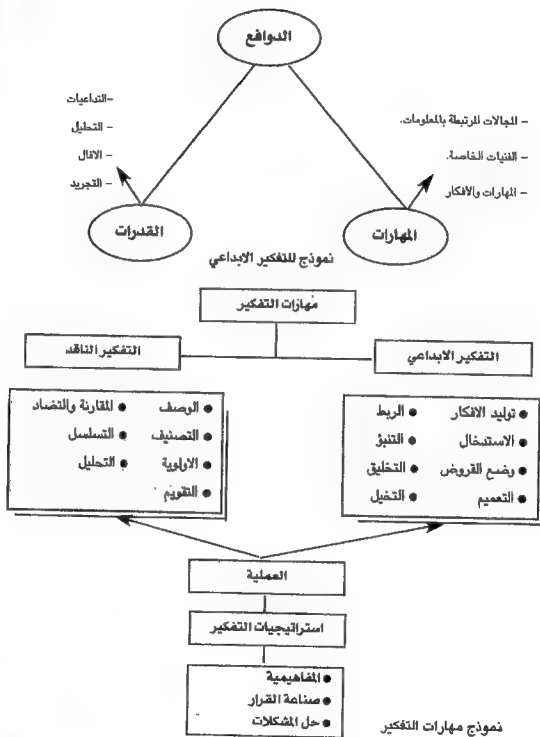 الدوافع
– المجالات المرتبطة بالمعلومات.
– الفنيات الخاصة.
– المهارات والأفكار
–التداعيات
– التحليل
– الاقال
– التجريد
المهارات
القدرات
نموذج للتفكير الابداعي
مهارات التفكير
التفكير الابداعي
التفكير الناقد
● توليد الافكار ● الربط
● الاستدخال ● التنبؤ
● وضع القروض ● التخليق
● التعميم ● التخيل
● الوصف ● المقارنة والتضاد
● التصنيف ● التسلسل
● الاولوية ● التحليل
● التقويم
العملية
استراتيجيات التفكير
● المفاهيمية
● صناعة القرار
● حل المشكلات
نموذج مهارات التفكير